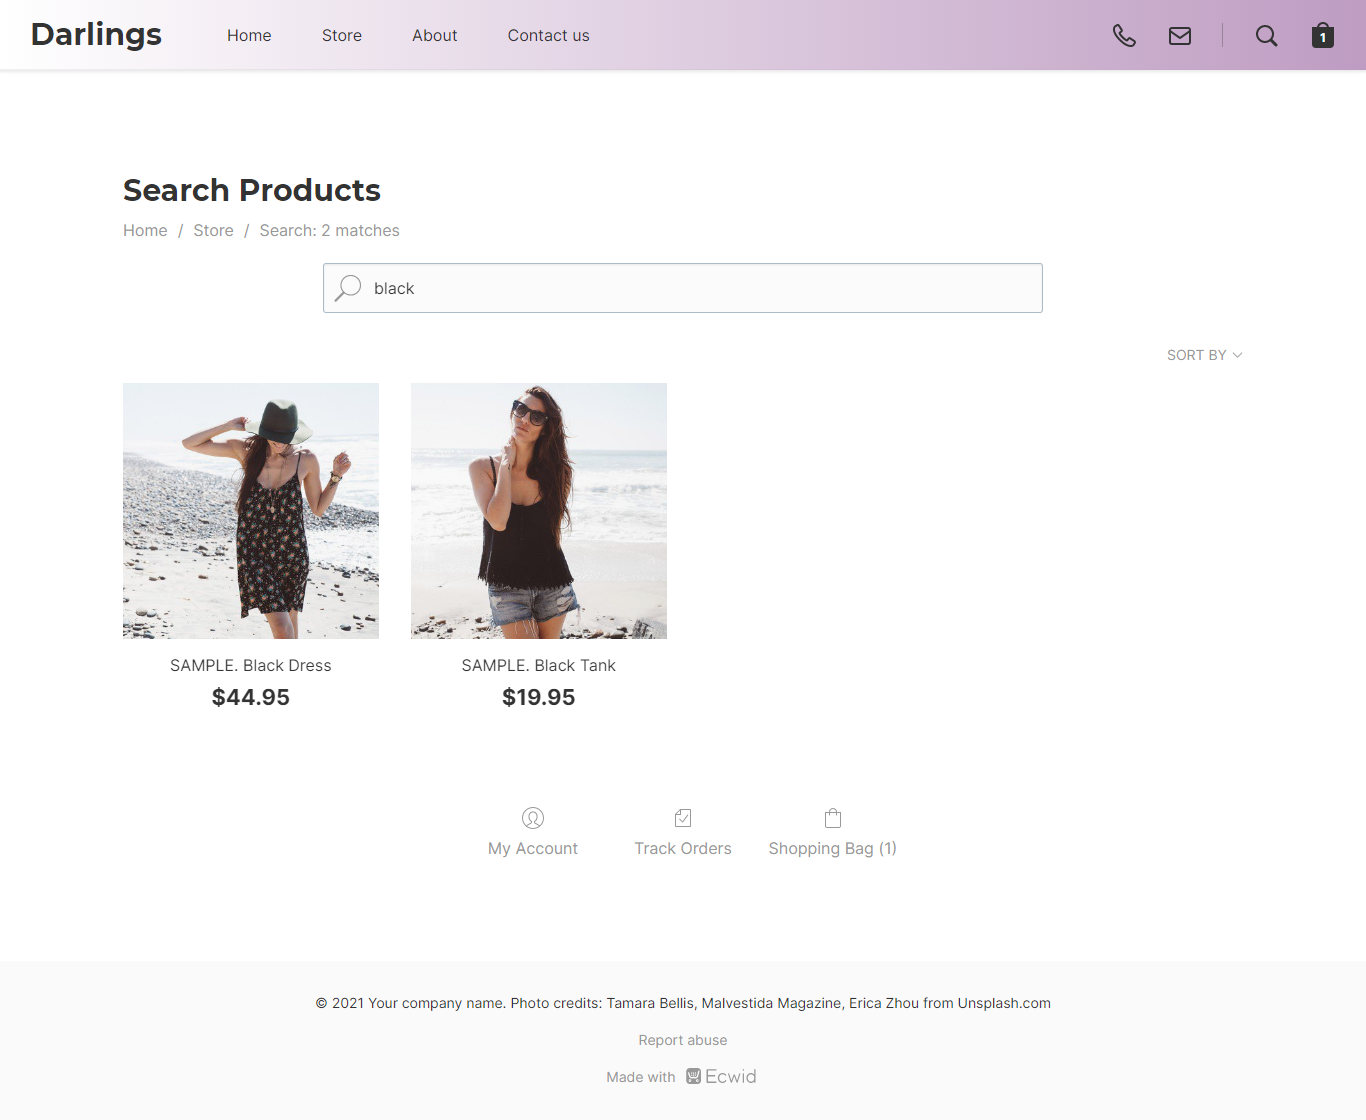 Darlings
Home Store About Contact us
1
Search Products
Home / Store / Search: 2 matches
black
SORT BY
SAMPLE. Black Dress
$44.95
SAMPLE. Black Tank
$19.95
My Account
Track Orders
Shopping Bag (1)
© 2021 Your company name. Photo credits: Tamara Bellis, Malvestida Magazine, Erica Zhou from Unsplash.com
Report abuse
Made with Ecwid